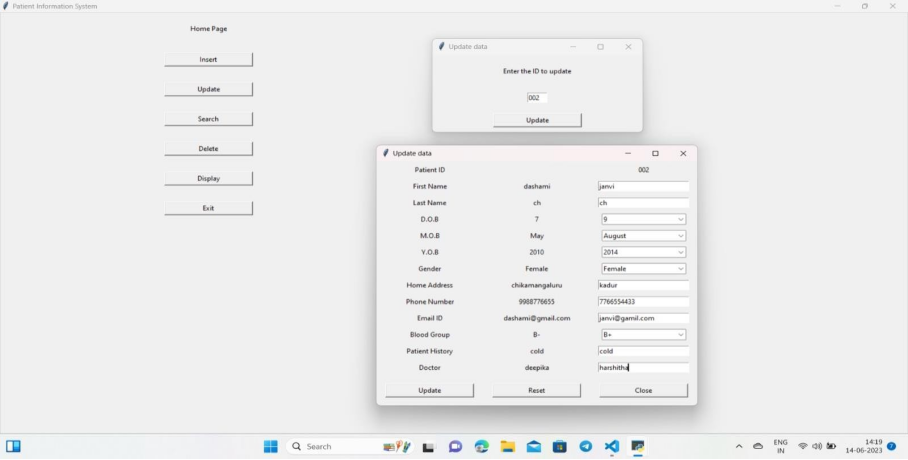 Patient Information System
Home Page
Insert
Update
Search
Delete
Display
Exit
Update data
Enter the ID to update
002
Update
Update data
Patient ID 002
First Name dashami janvi
Last Name ch ch
D.O.B 7 9
M.O.B May August
Y.O.B 2010 2014
Gender Female Female
Home Address chikamangaluru kadur
Phone Number 9988776655 7766554433
Email ID dashami@gmail.com janvi@gamil.com
Blood Group B- B+
Patient History cold cold
Doctor deepika harshitha
Update Reset Close
Search
ENG
IN
14:19
14-06-2023
7